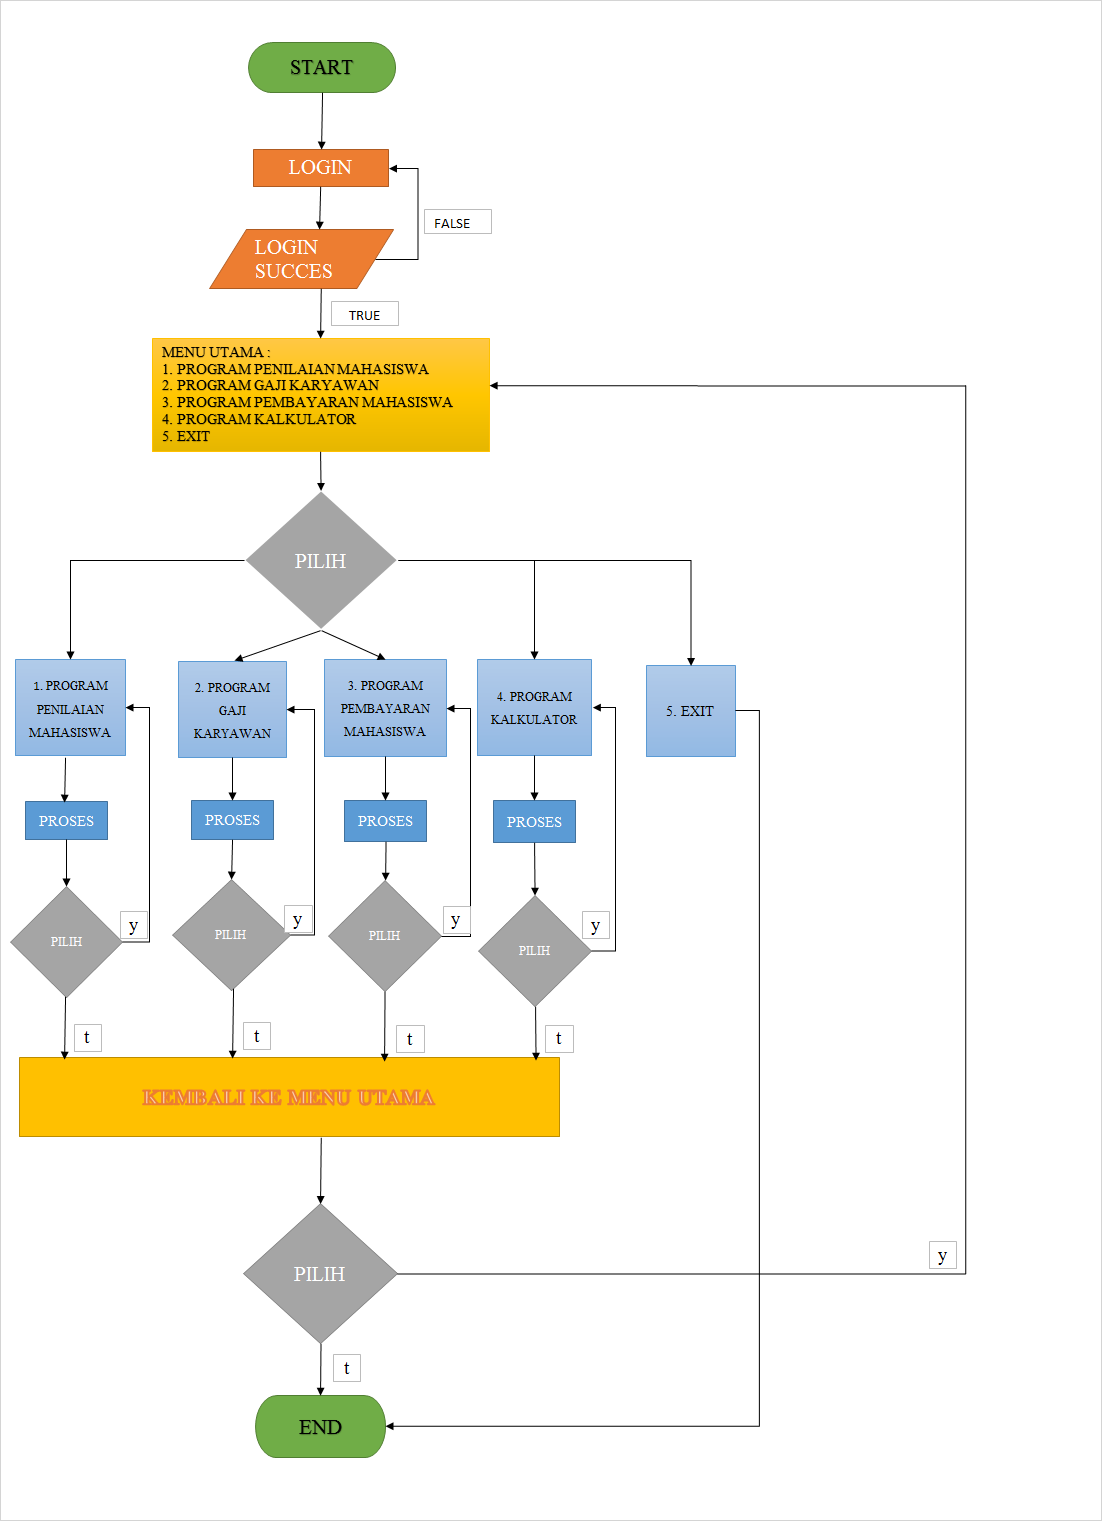 START
LOGIN
FALSE
LOGIN
SUCCES
TRUE
MENU UTAMA :
1. PROGRAM PENILAIAN MAHASISWA
2. PROGRAM GAJI KARYAWAN
3. PROGRAM PEMBAYARAN MAHASISWA
4. PROGRAM KALKULATOR
5. EXIT
PILIH
1. PROGRAM
PENILAIAN
MAHASISWA
2. PROGRAM
GAJI
KARYAWAN
3. PROGRAM
PEMBAYARAN
MAHASISWA
4. PROGRAM
KALKULATOR
5. EXIT
PROSES
PROSES
PROSES
PROSES
PILIH
y
PILIH
y
PILIH
y
PILIH
y
t
t
t
t
KEMBALI KE MENU UTAMA
PILIH
y
t
END